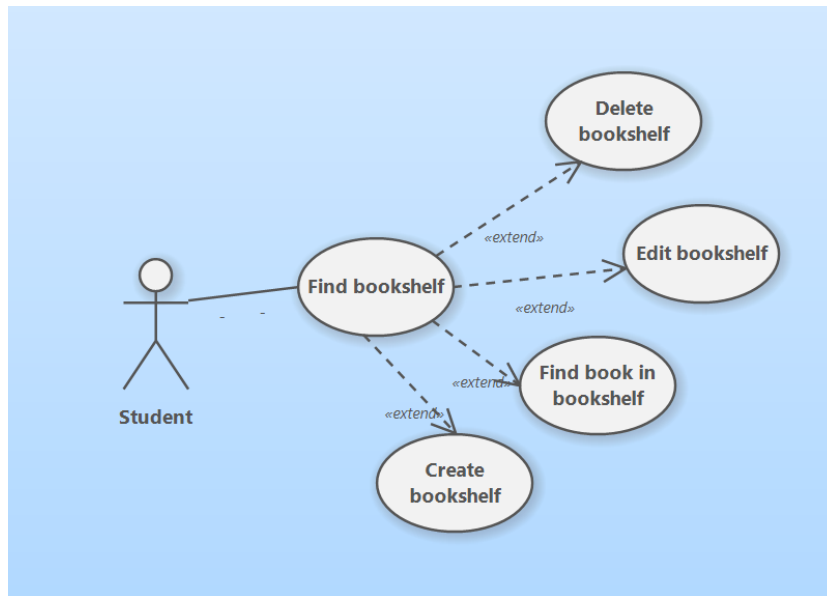 Delete
bookshelf
«extend»
Edit bookshelf
Find bookshelf
«extend»
Find book in
bookshelf
«extend»
Student
«extend»
Create
bookshelf